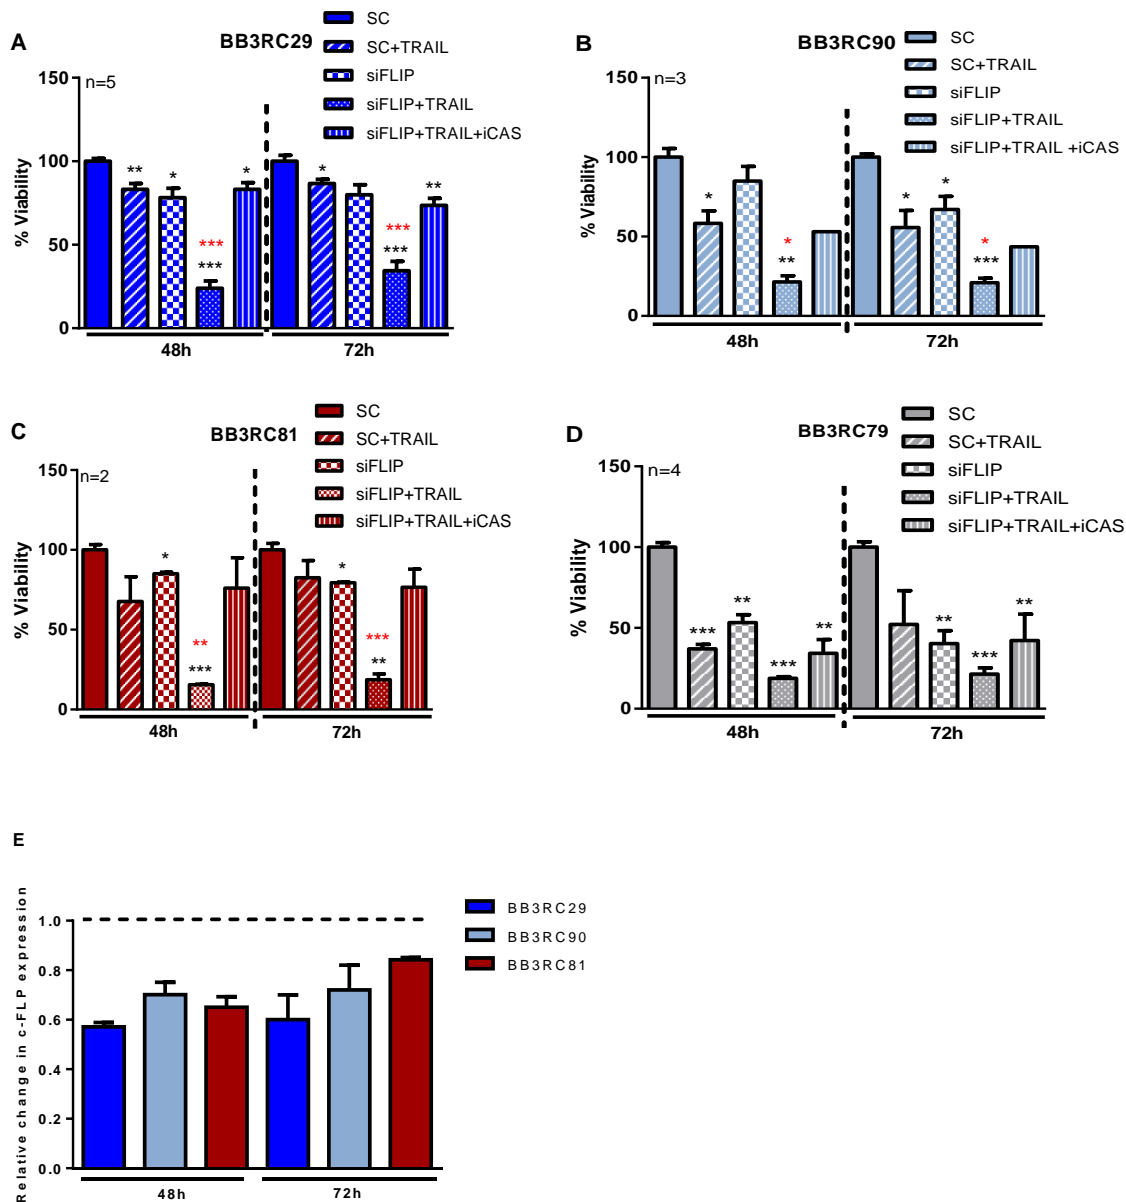 A
BB3RC29
SC
SC+TRAIL
siFLIP
siFLIP+TRAIL
siFLIP+TRAIL+iCAS
n=5
% Viability
150
100
50
0
** * *** *** * * *** *** **
48h 72h
B
BB3RC90
SC
SC+TRAIL
siFLIP
siFLIP+TRAIL
siFLIP+TRAIL +iCAS
n=3
% Viability
150
100
50
0
* * ** * * * ***
48h 72h
C
BB3RC81
SC
SC+TRAIL
siFLIP
siFLIP+TRAIL
siFLIP+TRAIL+iCAS
n=2
% Viability
150
100
50
0
* ** *** * *** **
48h 72h
D
BB3RC79
SC
SC+TRAIL
siFLIP
siFLIP+TRAIL
siFLIP+TRAIL+iCAS
n=4
% Viability
150
100
50
0
*** ** *** ** ** *** **
48h 72h
E
Relative change in c-FLP expression
1.0
0.8
0.6
0.4
0.2
0.0
BB3RC29
BB3RC90
BB3RC81
48h 72h